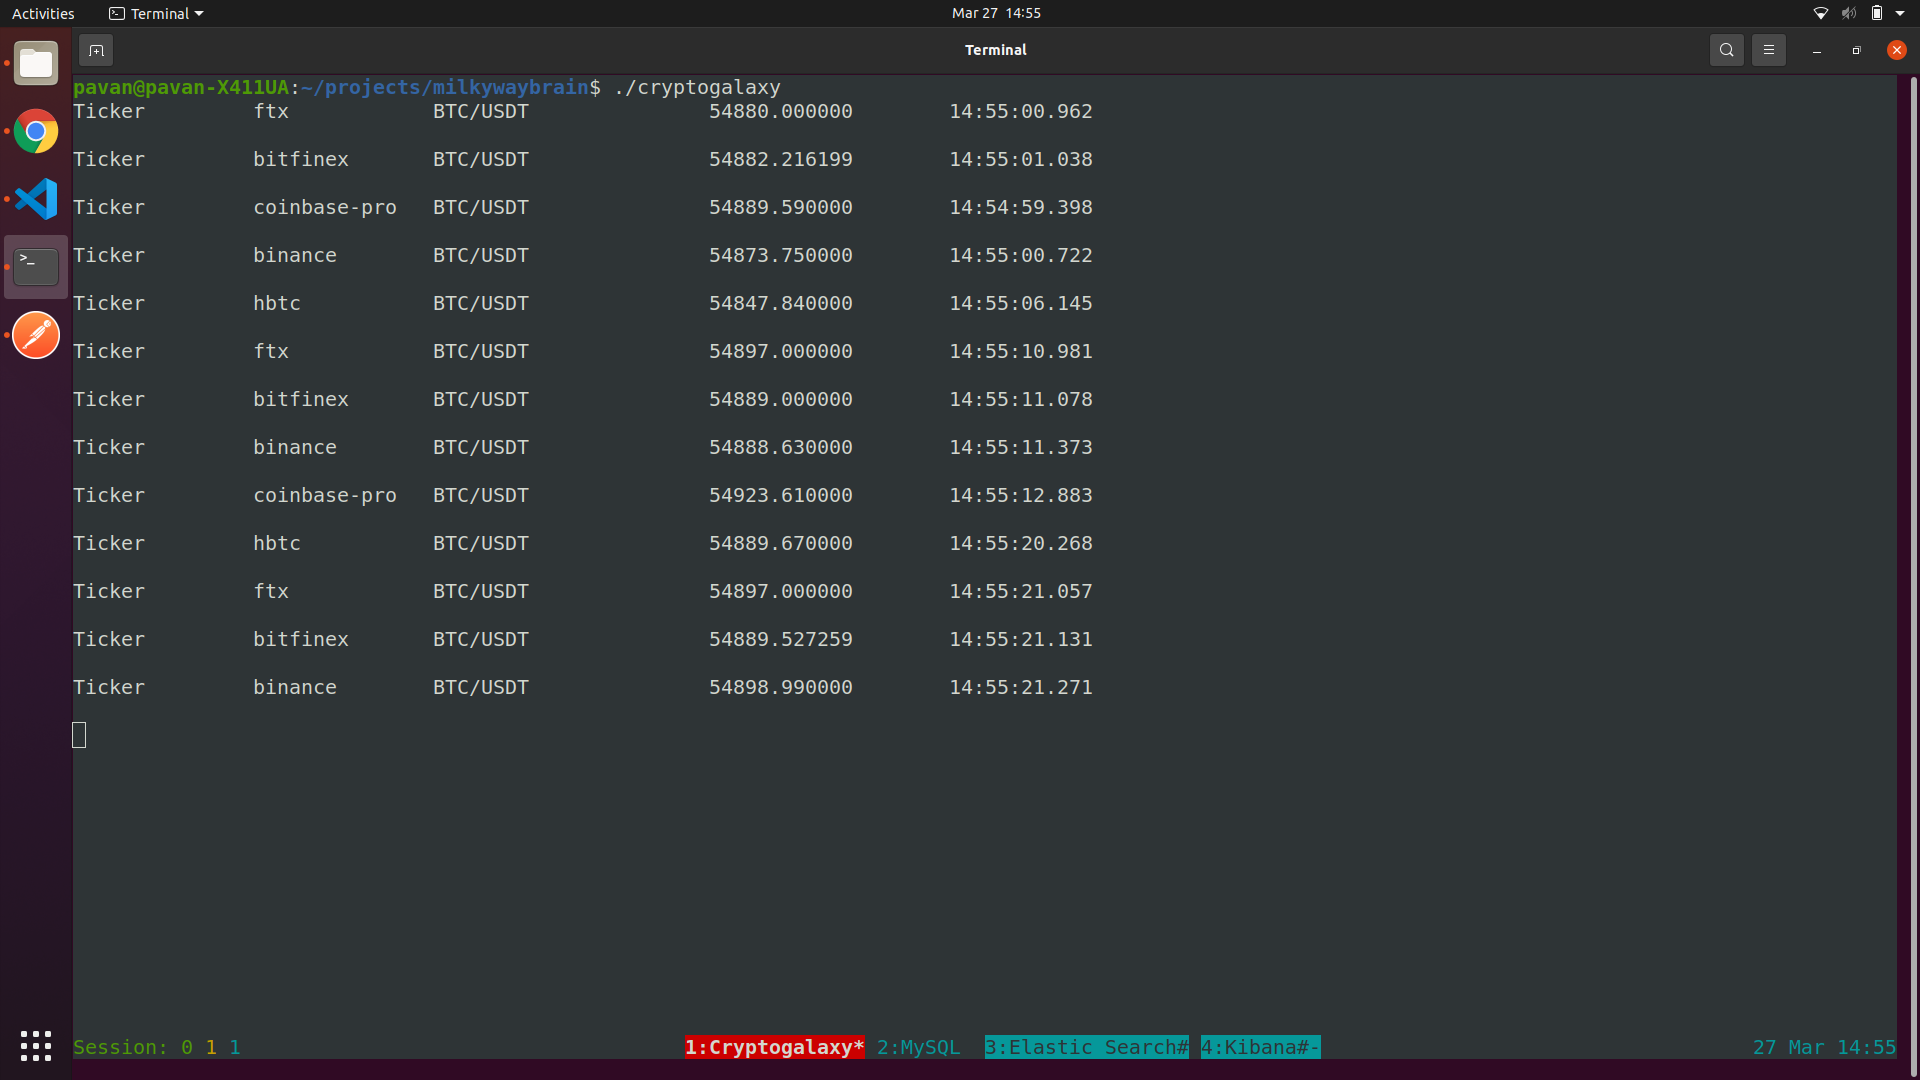 Activities Terminal Mar 27 14:55
Terminal
pavan@pavan-X411UA:~/projects/milkywaybrain$ ./cryptogalaxy
Ticker ftx BTC/USDT 54880.000000 14:55:00.962
Ticker bitfinex BTC/USDT 54882.216199 14:55:01.038
Ticker coinbase-pro BTC/USDT 54889.590000 14:54:59.398
Ticker binance BTC/USDT 54873.750000 14:55:00.722
Ticker hbtc BTC/USDT 54847.840000 14:55:06.145
Ticker ftx BTC/USDT 54897.000000 14:55:10.981
Ticker bitfinex BTC/USDT 54889.000000 14:55:11.078
Ticker binance BTC/USDT 54888.630000 14:55:11.373
Ticker coinbase-pro BTC/USDT 54923.610000 14:55:12.883
Ticker hbtc BTC/USDT 54889.670000 14:55:20.268
Ticker ftx BTC/USDT 54897.000000 14:55:21.057
Ticker bitfinex BTC/USDT 54889.527259 14:55:21.131
Ticker binance BTC/USDT 54898.990000 14:55:21.271
Session: 0 1 1 1:Cryptogalaxy* 2:MySQL 3:Elastic Search# 4:Kibana#- 27 Mar 14:55